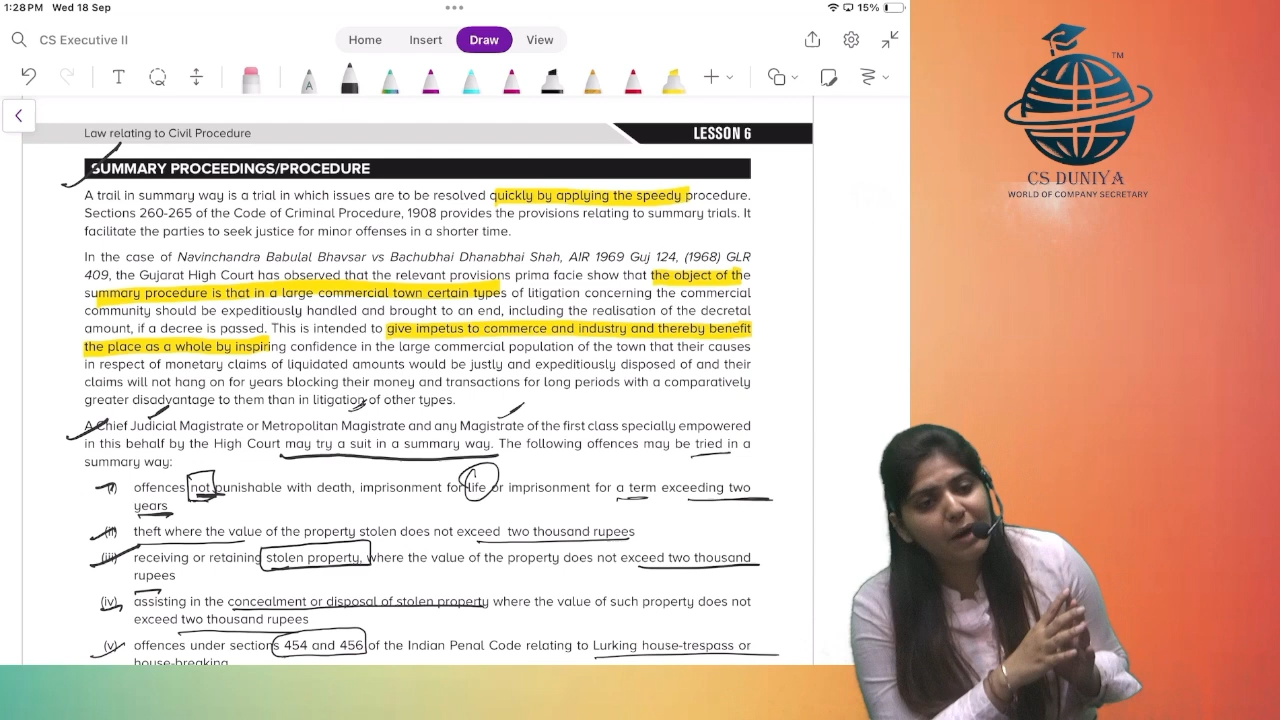 1:28 PM Wed 18 Sep
15%
CS Executive II
Home Insert Draw View
Law relating to Civil Procedure
LESSON 6
SUMMARY PROCEEDINGS/PROCEDURE
A trail in summary way is a trial in which issues are to be resolved quickly by applying the speedy procedure.
Sections 260-265 of the Code of Criminal Procedure, 1908 provides the provisions relating to summary trials. It
facilitate the parties to seek justice for minor offenses in a shorter time.
In the case of Navinchandra Babulal Bhavsar vs Bachubhai Dhanabhai Shah, AIR 1969 Guj 124, (1968) GLR
409, the Gujarat High Court has observed that the relevant provisions prima facie show that the object of the
summary procedure is that in a large commercial town certain types of litigation concerning the commercial
community should be expeditiously handled and brought to an end, including the realisation of the decretal
amount, if a decree is passed. This is intended to give impetus to commerce and industry and thereby benefit
the place as a whole by inspiring confidence in the large commercial population of the town that their causes
in respect of monetary claims of liquidated amounts would be justly and expeditiously disposed of and their
claims will not hang on for years blocking their money and transactions for long periods with a comparatively
greater disadvantage to them than in litigation of other types.
A Chief Judicial Magistrate or Metropolitan Magistrate and any Magistrate of the first class specially empowered
in this behalf by the High Court may try a suit in a summary way. The following offences may be tried in a
summary way:
(i) offences not punishable with death, imprisonment for life or imprisonment for a term exceeding two
years
(ii) theft where the value of the property stolen does not exceed two thousand rupees
(iii) receiving or retaining stolen property, where the value of the property does not exceed two thousand
rupees
(iv) assisting in the concealment or disposal of stolen property where the value of such property does not
exceed two thousand rupees
(v) offences under sections 454 and 456 of the Indian Penal Code relating to Lurking house-trespass or
house-breaking
TM
CS DUNIYA
WORLD OF COMPANY SECRETARY